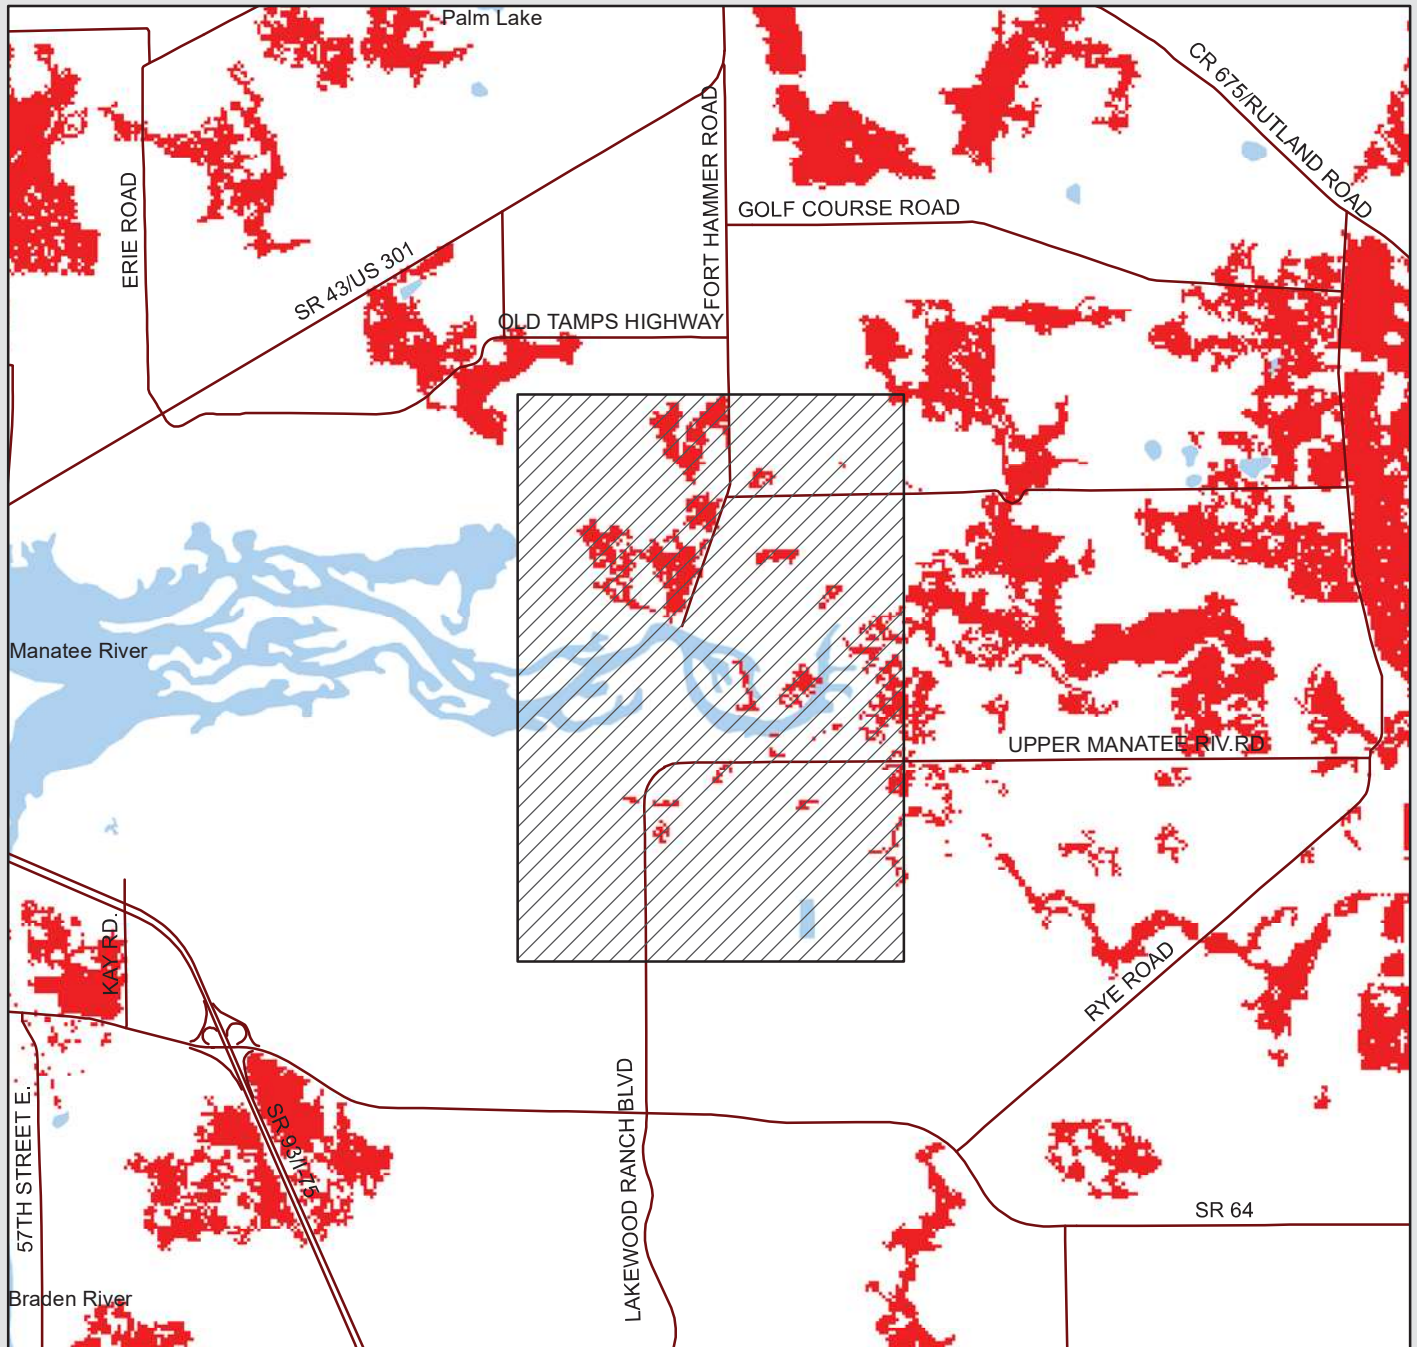 Palm Lake
CR 675/RUTLAND ROAD
FORT HAMMER ROAD
ERIE ROAD
GOLF COURSE ROAD
SR 43/US 301
OLD TAMPS HIGHWAY
Manatee River
UPPER MANATEE RIV.RD
KAY RD.
RYE ROAD
57TH STREET E.
SR 93/I-75
LAKEWOOD RANCH BLVD
SR 64
Braden River